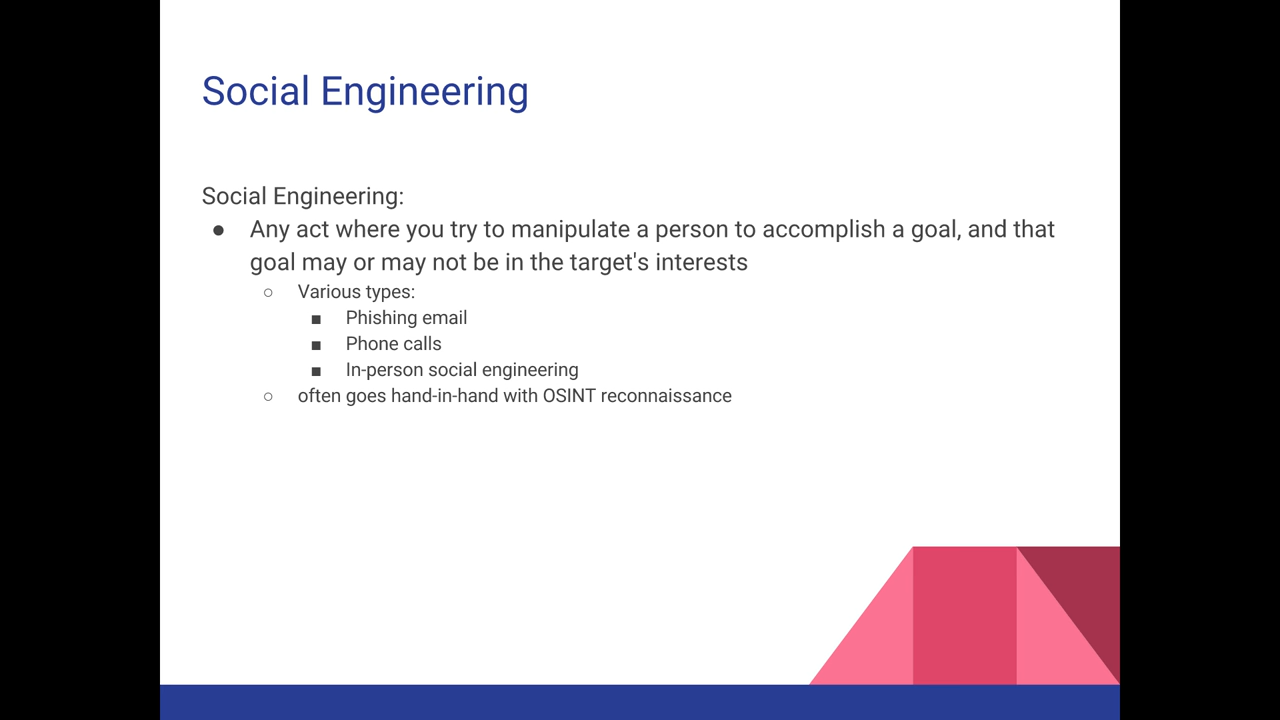 Social Engineering
Social Engineering:
● Any act where you try to manipulate a person to accomplish a goal, and that
goal may or may not be in the target's interests
○ Various types:
■ Phishing email
■ Phone calls
■ In-person social engineering
○ often goes hand-in-hand with OSINT reconnaissance